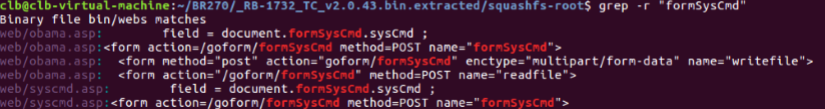 clb@clb-virtual-machine:~/BR270/_RB-1732_TC_v2.0.43.bin.extracted/squashfs-root$ grep -r "formSysCmd"
Binary file bin/webs matches
web/obama.asp:        field = document.formSysCmd.sysCmd ;
web/obama.asp:<form action=/goform/formSysCmd method=POST name="formSysCmd">
web/obama.asp:  <form method="post" action="goform/formSysCmd" enctype="multipart/form-data" name="writefile">
web/obama.asp:  <form action="/goform/formSysCmd" method=POST name="readfile">
web/syscmd.asp:        field = document.formSysCmd.sysCmd ;
web/syscmd.asp:<form action=/goform/formSysCmd method=POST name="formSysCmd">